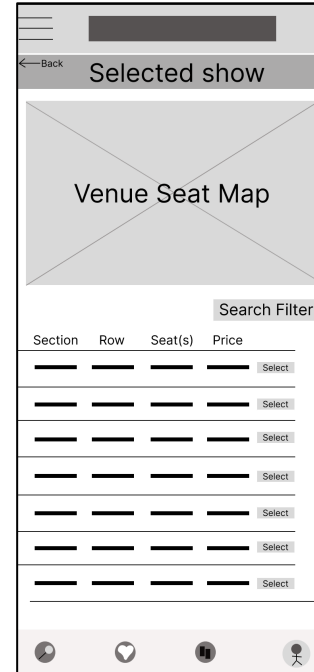 Back
Selected show
Venue Seat Map
Search Filter
Section Row Seat(s) Price
Select
Select
Select
Select
Select
Select
Select